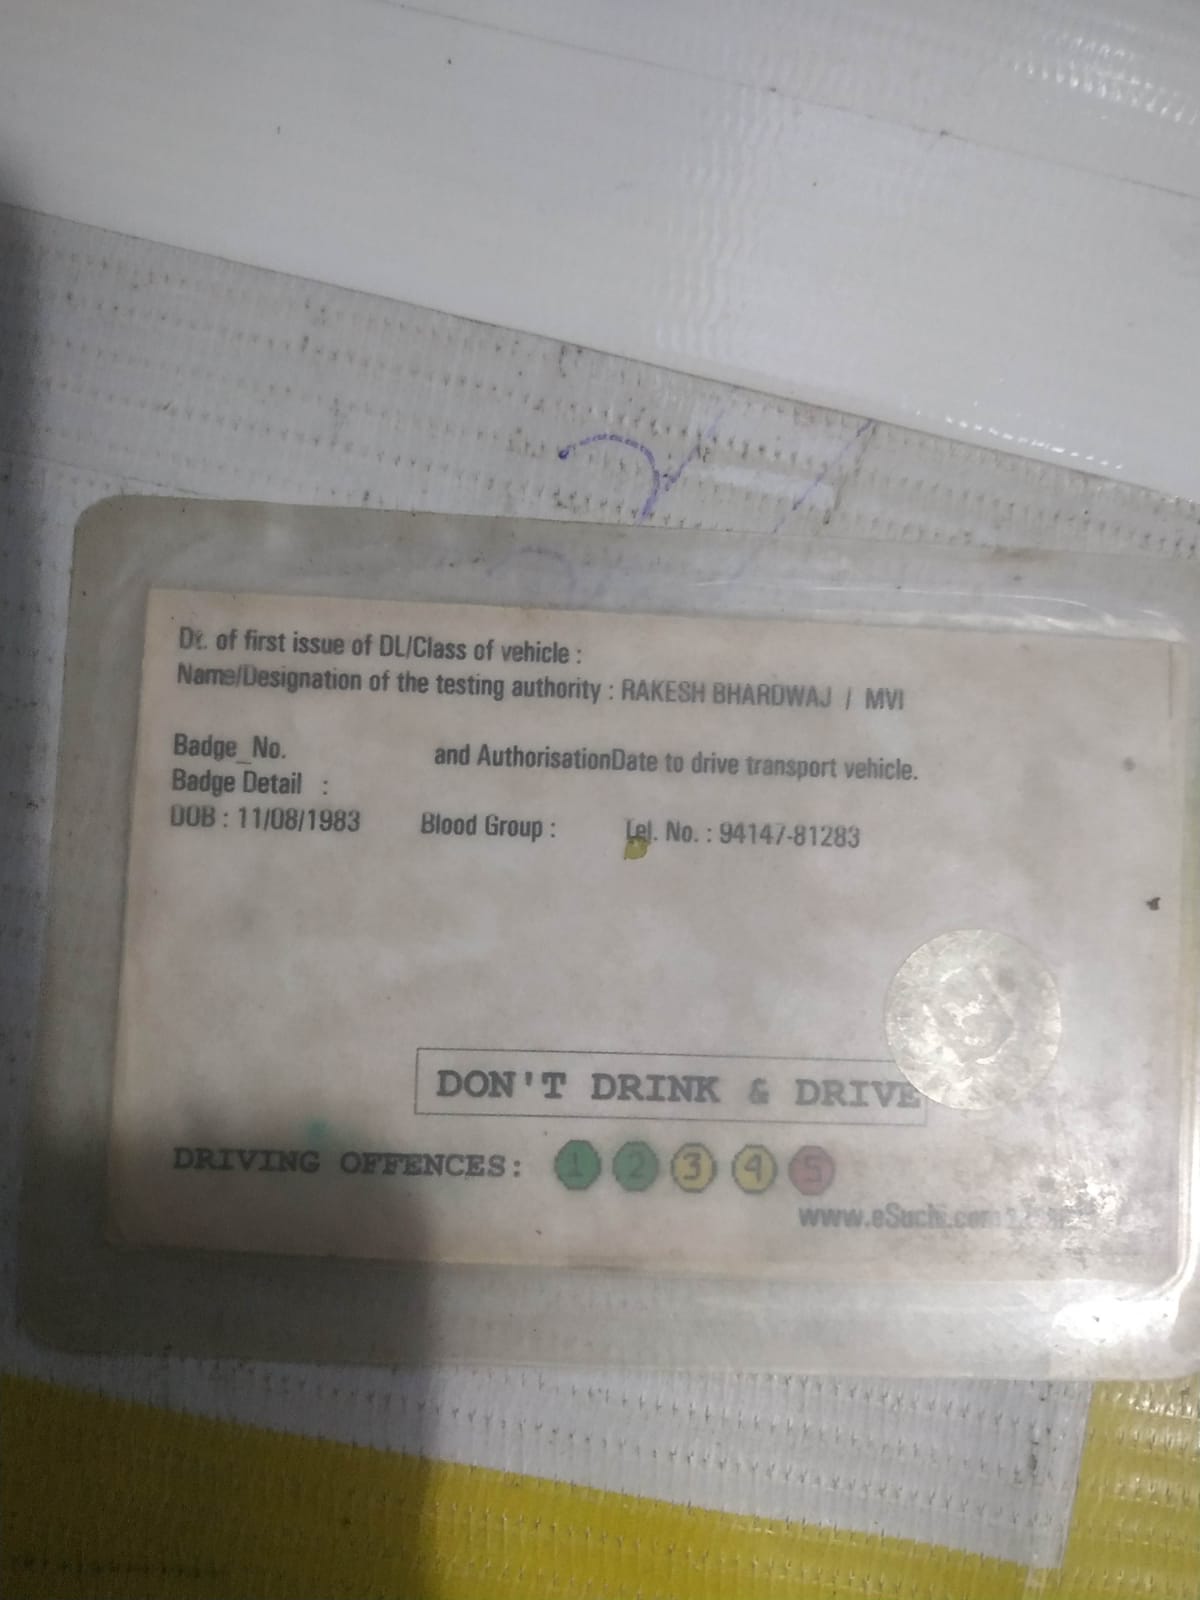 Dt. of first issue of DL/Class of vehicle :
Name/Designation of the testing authority : RAKESH BHARDWAJ / MVI
Badge_No. and AuthorisationDate to drive transport vehicle.
Badge Detail :
DOB : 11/08/1983 Blood Group : Tel. No. : 94147-81283
DON'T DRINK & DRIVE
DRIVING OFFENCES: 1 2 3 4 5
www.eSuchi.com